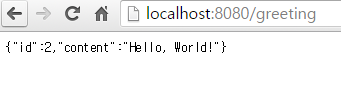 localhost:8080/greeting
{"id":2,"content":"Hello, World!"}